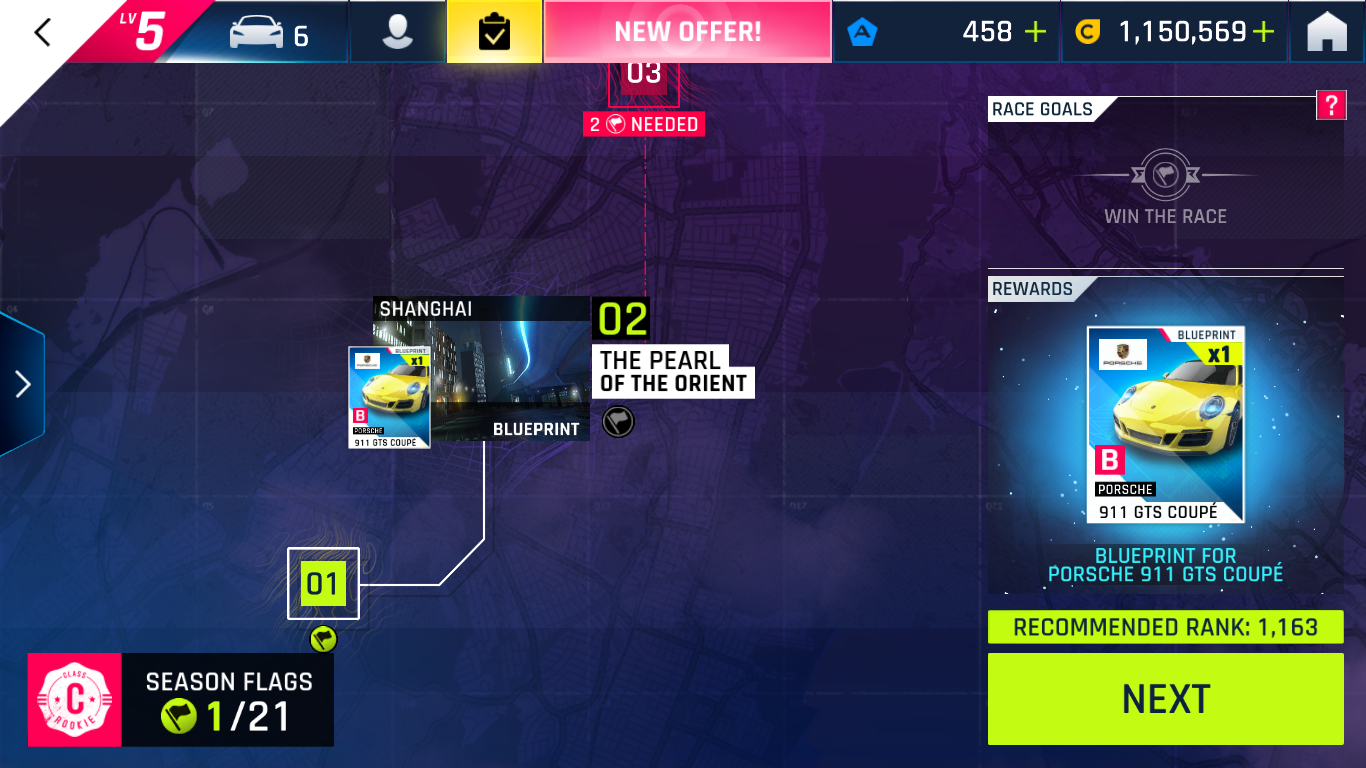 LV 5
6
NEW OFFER!
A
458 +
C
1,150,569 +
03
2 NEEDED
RACE GOALS
?
WIN THE RACE
REWARDS
BLUEPRINT
x1
PORSCHE
B
PORSCHE
911 GTS COUPÉ
BLUEPRINT FOR
PORSCHE 911 GTS COUPÉ
RECOMMENDED RANK: 1,163
NEXT
SHANGHAI
02
THE PEARL
OF THE ORIENT
BLUEPRINT
x1
PORSCHE
B
PORSCHE
911 GTS COUPÉ
BLUEPRINT
01
CLASS
C
ROOKIE
SEASON FLAGS
1/21